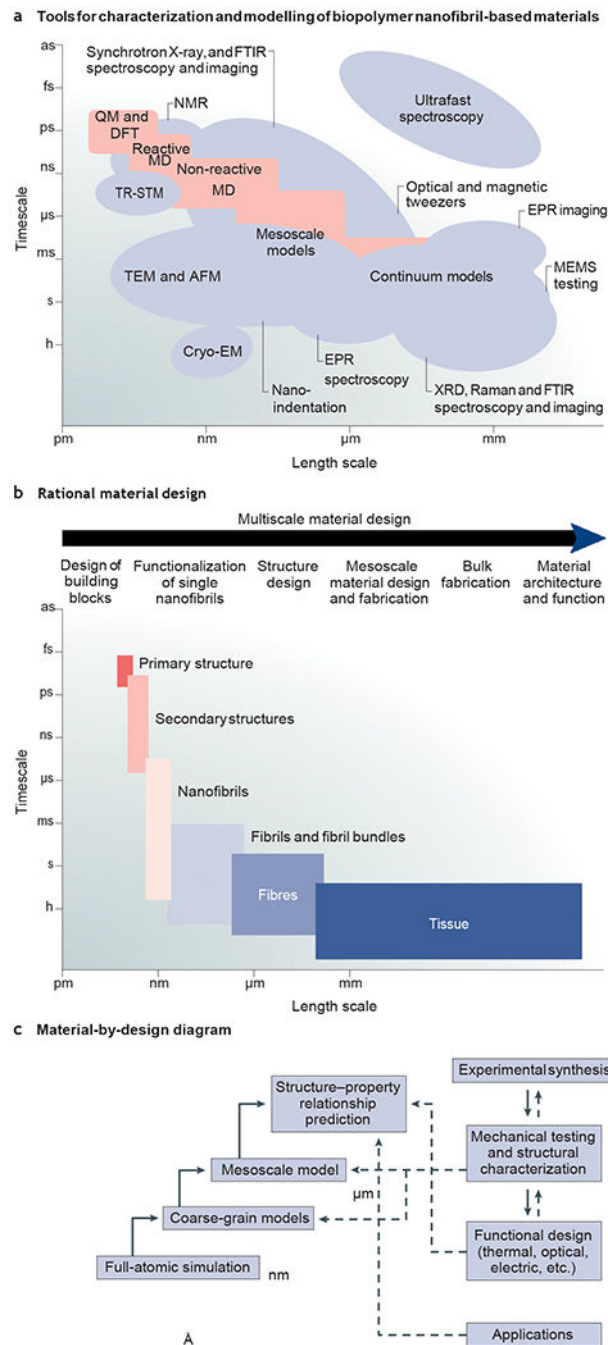 a Tools for characterization and modelling of biopolymer nanofibril-based materials
as
fs
ps
ns
µs
ms
s
h
Timescale
Synchrotron X-ray, and FTIR
spectroscopy and imaging
NMR
QM and
DFT
Reactive
MD
Non-reactive
MD
TR-STM
Ultrafast
spectroscopy
Optical and magnetic
tweezers
EPR imaging
Mesoscale
models
TEM and AFM
Continuum models
MEMS
testing
Cryo-EM
EPR
spectroscopy
Nano-
indentation
XRD, Raman and FTIR
spectroscopy and imaging
pm
nm
µm
mm
Length scale
b Rational material design
Multiscale material design
Design of
building
blocks
Functionalization
of single
nanofibrils
Structure
design
Mesoscale
material design
and fabrication
Bulk
fabrication
Material
architecture
and function
as
fs
ps
ns
µs
ms
s
h
Timescale
Primary structure
Secondary structures
Nanofibrils
Fibrils and fibril bundles
Fibres
Tissue
pm
nm
µm
mm
Length scale
c Material-by-design diagram
Experimental synthesis
Structure–property
relationship
prediction
Mechanical testing
and structural
characterization
Mesoscale model
µm
Coarse-grain models
Functional design
(thermal, optical,
electric, etc.)
Full-atomic simulation
nm
Å
Applications